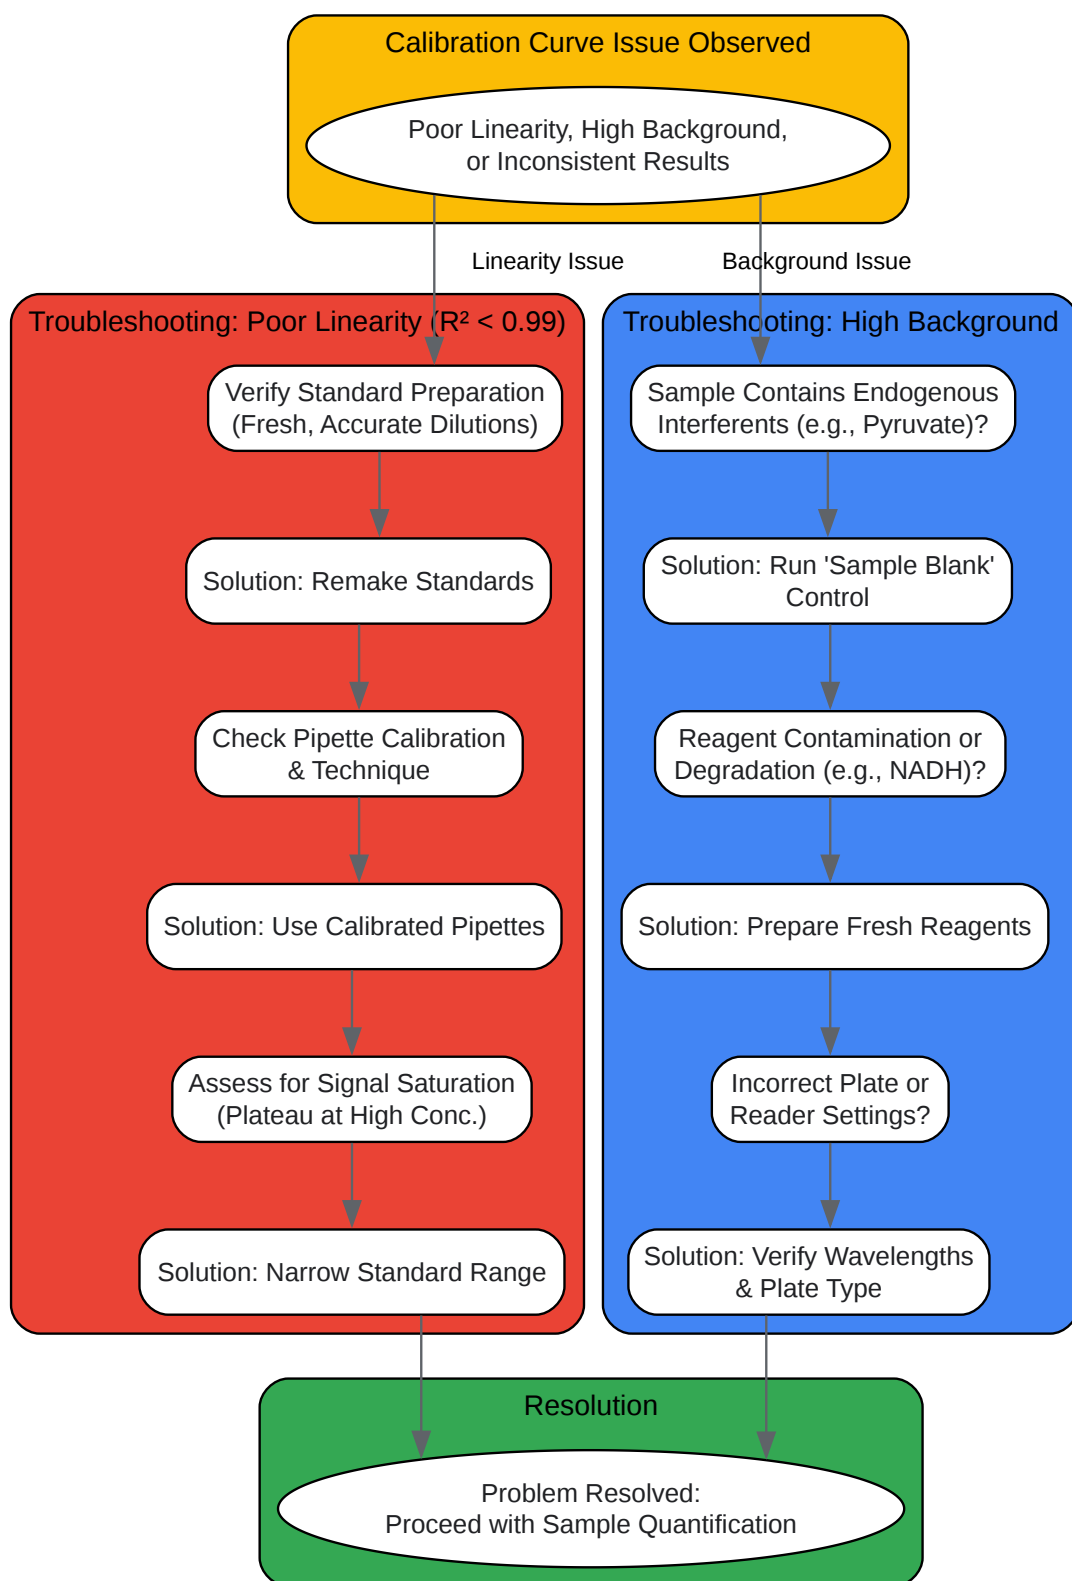 Calibration Curve Issue Observed
Poor Linearity, High Background,
or Inconsistent Results
Linearity Issue
Background Issue
Troubleshooting: Poor Linearity (R² < 0.99)
Verify Standard Preparation
(Fresh, Accurate Dilutions)
Solution: Remake Standards
Check Pipette Calibration
& Technique
Solution: Use Calibrated Pipettes
Assess for Signal Saturation
(Plateau at High Conc.)
Solution: Narrow Standard Range
Troubleshooting: High Background
Sample Contains Endogenous
Interferents (e.g., Pyruvate)?
Solution: Run 'Sample Blank'
Control
Reagent Contamination or
Degradation (e.g., NADH)?
Solution: Prepare Fresh Reagents
Incorrect Plate or
Reader Settings?
Solution: Verify Wavelengths
& Plate Type
Resolution
Problem Resolved:
Proceed with Sample Quantification